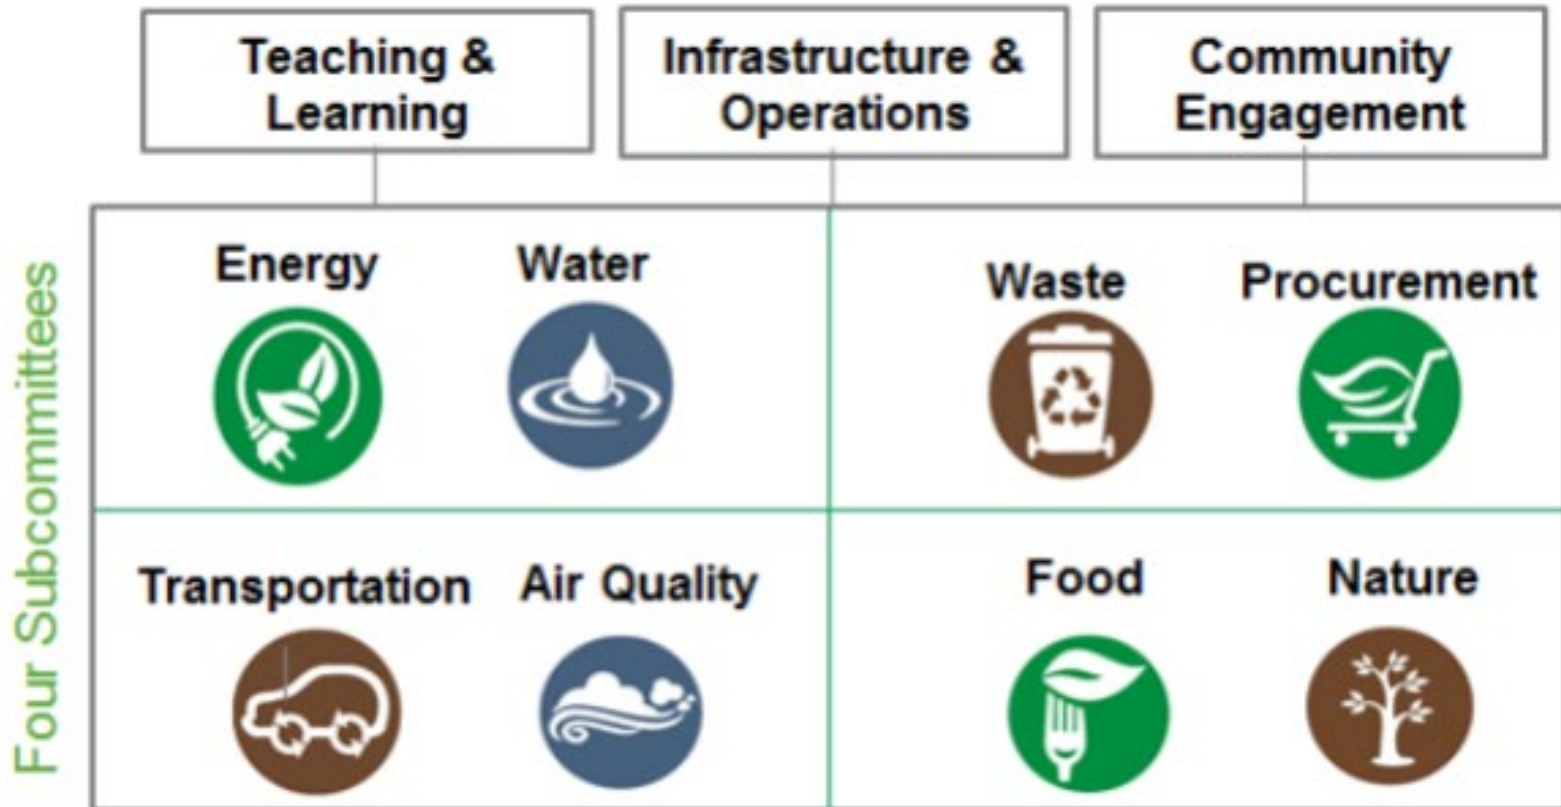 Teaching &
Learning
Infrastructure &
Operations
Community
Engagement
Four Subcommittees
Energy
Water
Waste
Procurement
Transportation
Air Quality
Food
Nature